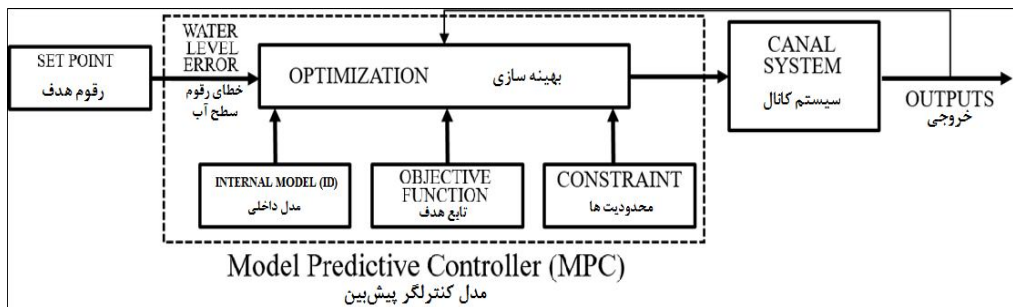 SET POINT
رقوم هدف
WATER
LEVEL
ERROR
خطای رقوم
سطح آب
OPTIMIZATION بهینه سازی
INTERNAL MODEL (ID)
مدل داخلی
OBJECTIVE
FUNCTION
تابع هدف
CONSTRAINT
محدودیت ها
CANAL
SYSTEM
سیستم کانال
OUTPUTS
خروجی
Model Predictive Controller (MPC)
مدل کنترلگر پیش‌بین